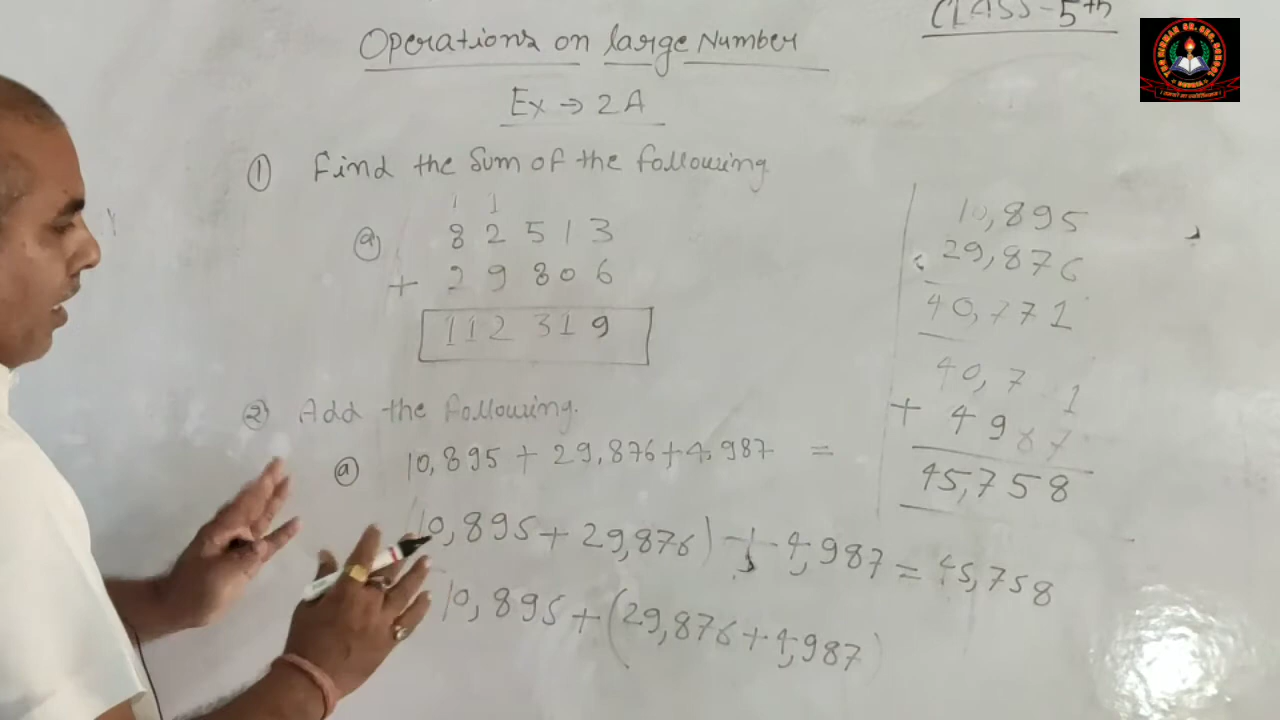 CLASS-5th
Operations on large Number
Ex → 2A
① Find the Sum of the following
1 1
ⓐ 8 2 5 1 3
+ 2 9 8 0 6
1 1 2 3 1 9
10,895
29,876
40,771
40,7 1
+ 4987
45,758
② Add the following.
ⓐ 10,895 + 29,876 + 4,987 =
10,895 + 29,876) + 4,987 = 45,758
10,895 + (29,876 + 4,987)